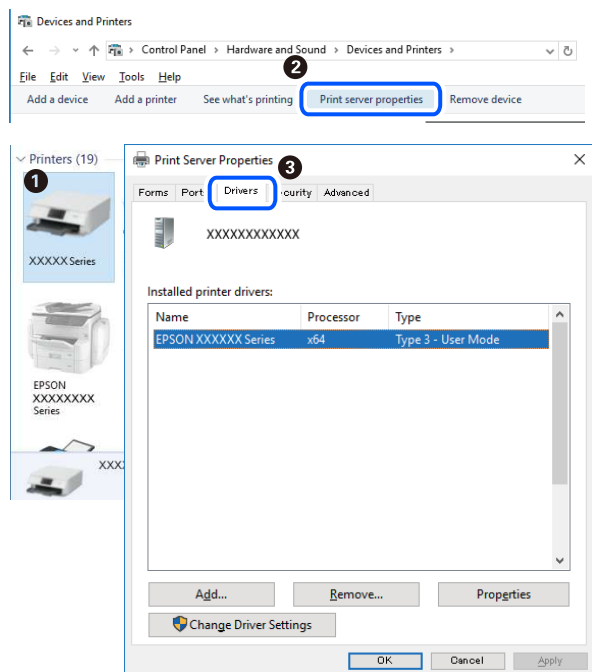 Devices and Printers
Control Panel > Hardware and Sound > Devices and Printers >
File Edit View Tools Help
2
Add a device Add a printer See what's printing Print server properties Remove device
Printers (19)
1
XXXXX Series
EPSON
XXXXXXXX
Series
XXX
Print Server Properties
3
Forms Port Drivers curity Advanced
XXXXXXXXXXXX
Installed printer drivers:
Name Processor Type
EPSON XXXXXX Series x64 Type 3 - User Mode
Add... Remove... Properties
Change Driver Settings
OK Cancel Apply